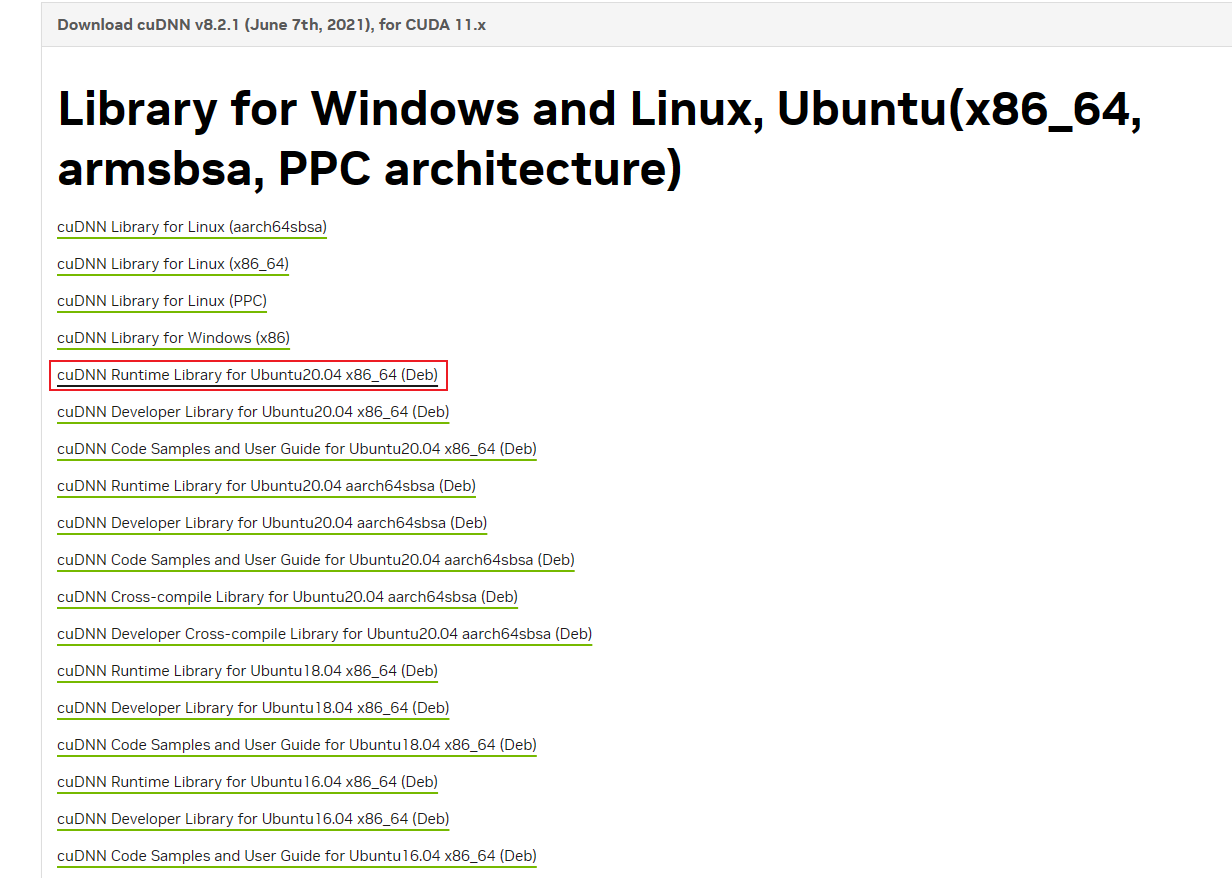 Download cuDNN v8.2.1 (June 7th, 2021), for CUDA 11.x
Library for Windows and Linux, Ubuntu(x86_64,
armsbsa, PPC architecture)
cuDNN Library for Linux (aarch64sbsa)
cuDNN Library for Linux (x86_64)
cuDNN Library for Linux (PPC)
cuDNN Library for Windows (x86)
cuDNN Runtime Library for Ubuntu20.04 x86_64 (Deb)
cuDNN Developer Library for Ubuntu20.04 x86_64 (Deb)
cuDNN Code Samples and User Guide for Ubuntu20.04 x86_64 (Deb)
cuDNN Runtime Library for Ubuntu20.04 aarch64sbsa (Deb)
cuDNN Developer Library for Ubuntu20.04 aarch64sbsa (Deb)
cuDNN Code Samples and User Guide for Ubuntu20.04 aarch64sbsa (Deb)
cuDNN Cross-compile Library for Ubuntu20.04 aarch64sbsa (Deb)
cuDNN Developer Cross-compile Library for Ubuntu20.04 aarch64sbsa (Deb)
cuDNN Runtime Library for Ubuntu18.04 x86_64 (Deb)
cuDNN Developer Library for Ubuntu18.04 x86_64 (Deb)
cuDNN Code Samples and User Guide for Ubuntu18.04 x86_64 (Deb)
cuDNN Runtime Library for Ubuntu16.04 x86_64 (Deb)
cuDNN Developer Library for Ubuntu16.04 x86_64 (Deb)
cuDNN Code Samples and User Guide for Ubuntu16.04 x86_64 (Deb)